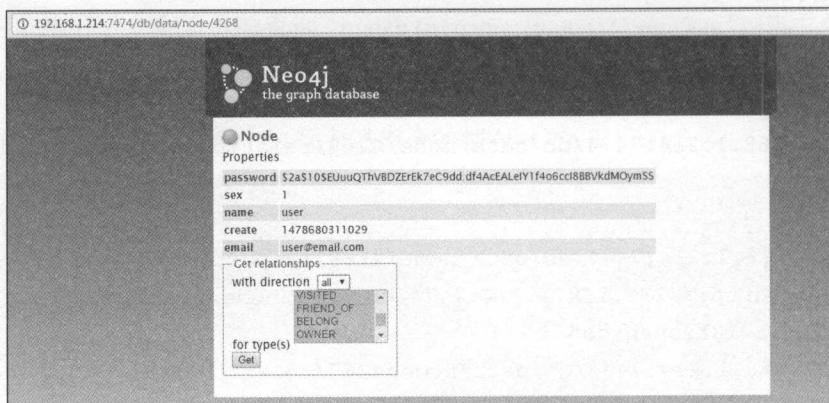 192.168.1.214:7474/db/data/node/4268
Neo4j
the graph database
Node
Properties
password $2a$10$EUuuQThVBDZErEk7eC9dd.df4AcEALelY1f4o6ccI8BBVkdMOymSS
sex 1
name user
create 1478680311029
email user@email.com
Get relationships
with direction all
VISITED
FRIEND_OF
BELONG
OWNER
for type(s)
Get